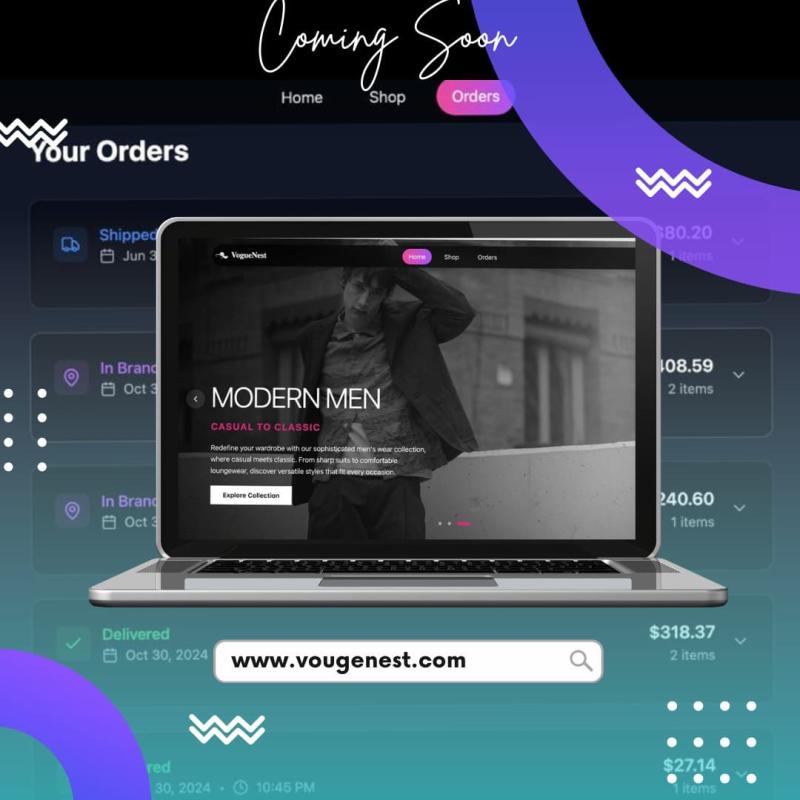 Coming Soon
Home Shop Orders
Your Orders
Shipped $80.20
Jun 3 1 items
VogueNest Home Shop Orders
In Branc 408.59
Oct 3 2 items
MODERN MEN
CASUAL TO CLASSIC
Redefine your wardrobe with our sophisticated men's wear collection,
where casual meets classic. From sharp suits to comfortable
loungewear, discover versatile styles that fit every occasion.
Explore Collection
In Branc 240.60
Oct 3 1 items
Delivered $318.37
Oct 30, 2024 2 items
www.vougenest.com
red $27.14
30, 2024 • 10:45 PM 1 items